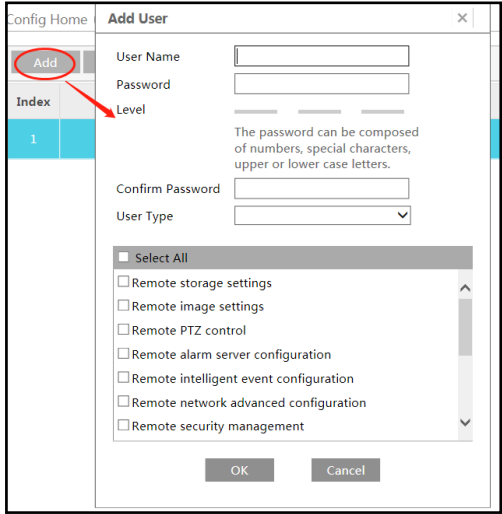 Config Home
Add User
Add
User Name
Password
Index
Level
1
The password can be composed
of numbers, special characters,
upper or lower case letters.
Confirm Password
User Type
Select All
Remote storage settings
Remote image settings
Remote PTZ control
Remote alarm server configuration
Remote intelligent event configuration
Remote network advanced configuration
Remote security management
OK
Cancel